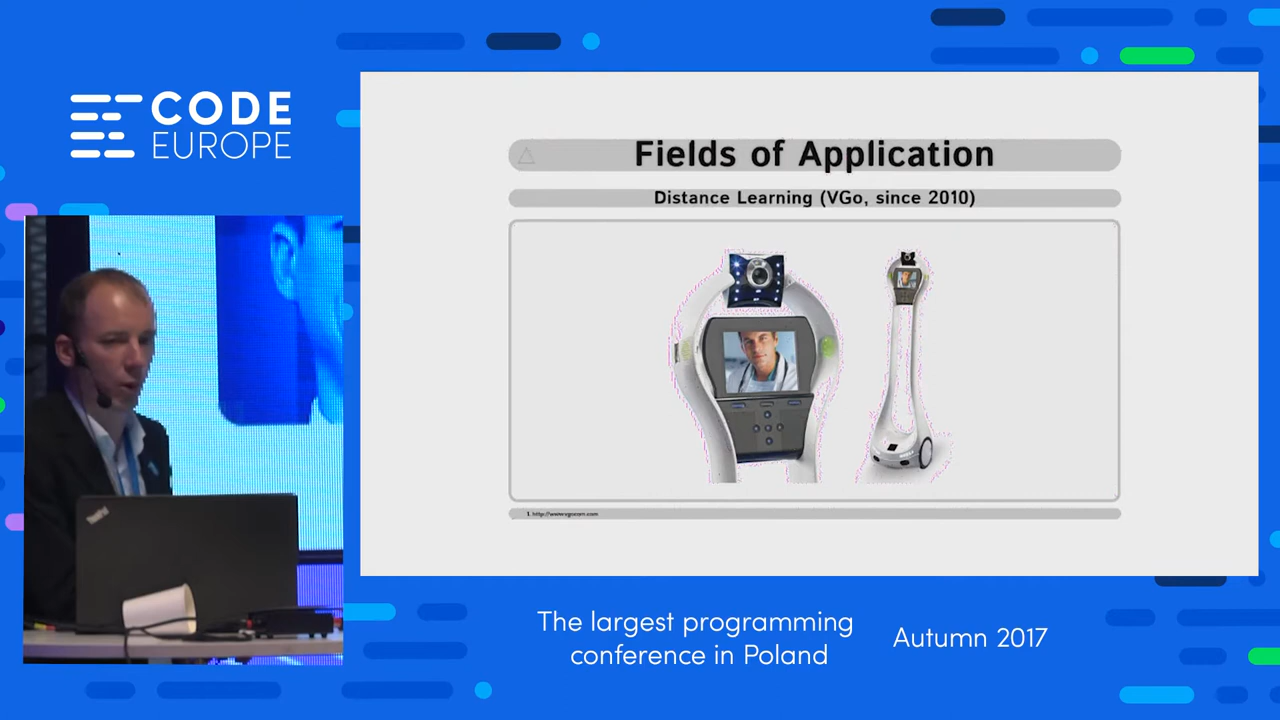 CODE
EUROPE
Fields of Application
Distance Learning (VGo, since 2010)
1. http://www.vgocom.com
ThinkPad
The largest programming
conference in Poland
Autumn 2017